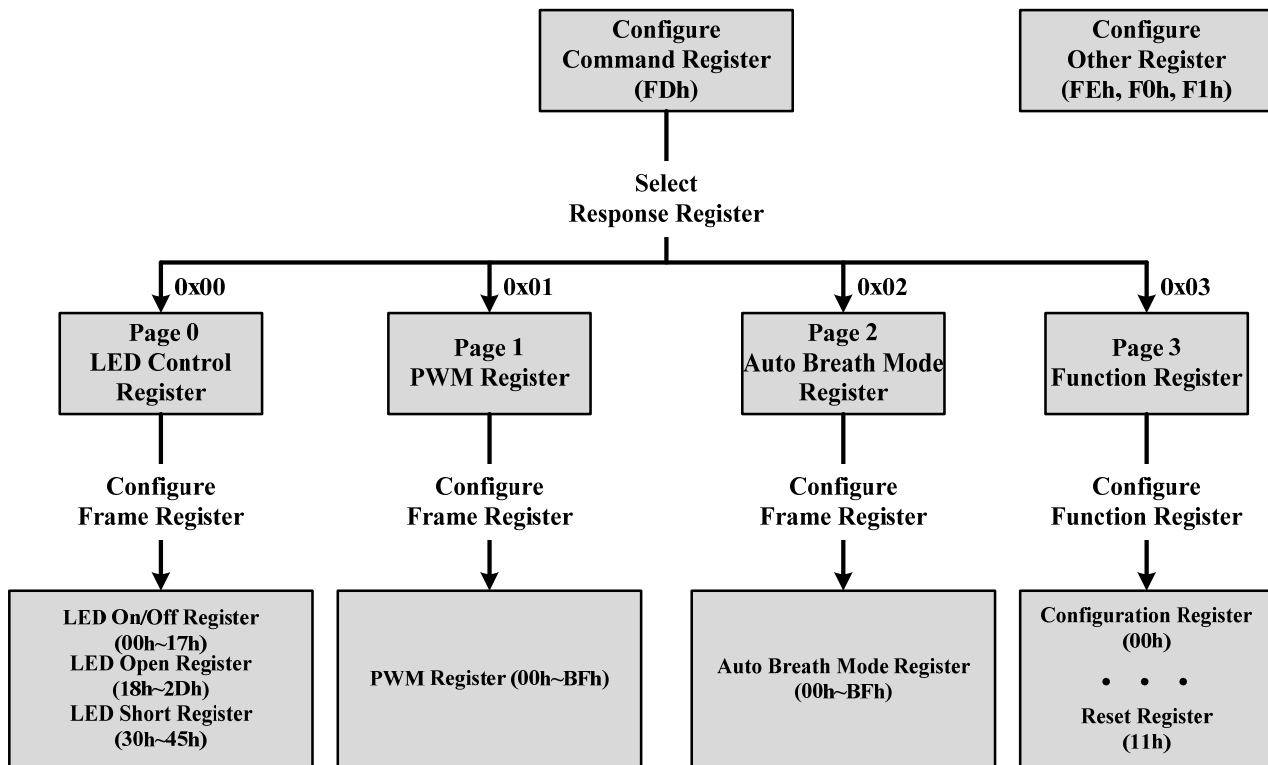 Configure
Command Register
(FDh)
Configure
Other Register
(FEh, F0h, F1h)
Select
Response Register
0x00
0x01
0x02
0x03
Page 0
LED Control
Register
Page 1
PWM Register
Page 2
Auto Breath Mode
Register
Page 3
Function Register
Configure
Frame Register
Configure
Frame Register
Configure
Frame Register
Configure
Function Register
LED On/Off Register
(00h~17h)
LED Open Register
(18h~2Dh)
LED Short Register
(30h~45h)
PWM Register (00h~BFh)
Auto Breath Mode Register
(00h~BFh)
Configuration Register
(00h)
• • •
Reset Register
(11h)